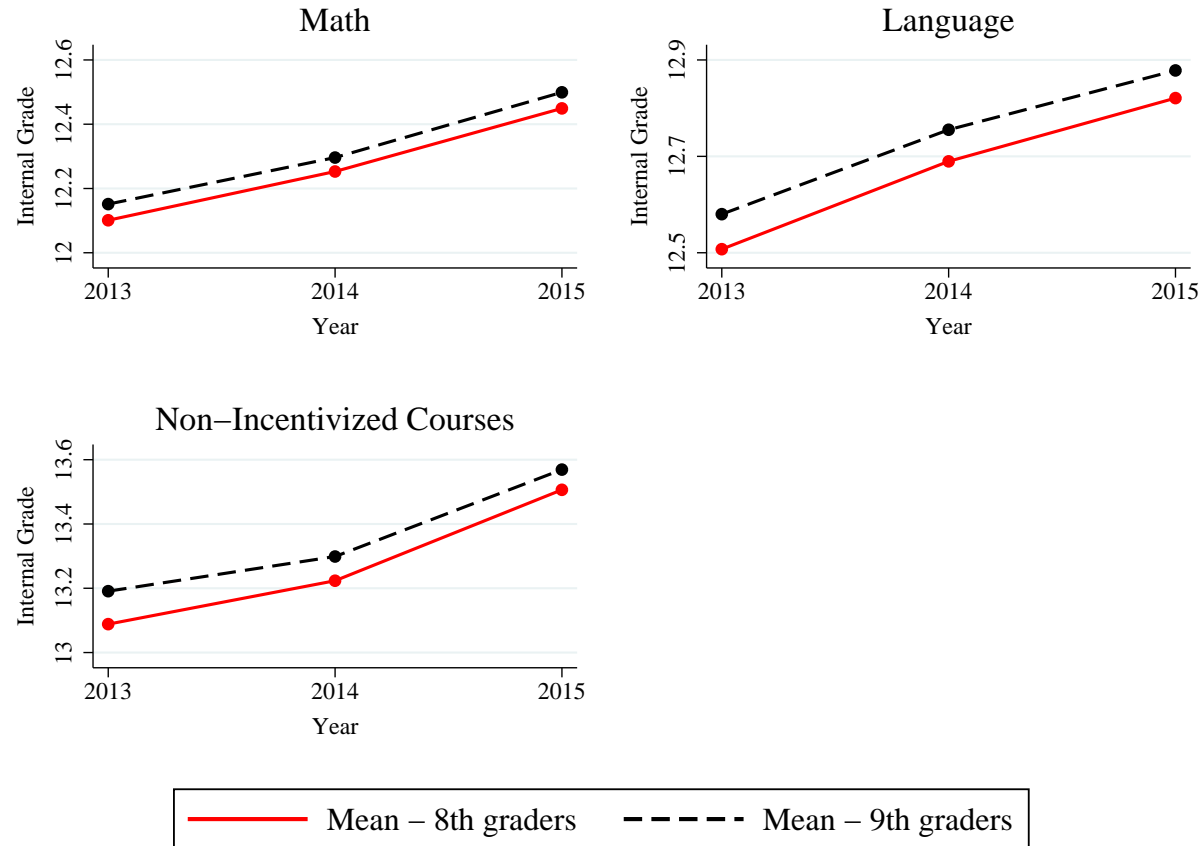 Math
Internal Grade
12.6
12.4
12.2
12
2013 2014 2015
Year
Language
Internal Grade
12.9
12.7
12.5
2013 2014 2015
Year
Non−Incentivized Courses
Internal Grade
13.6
13.4
13.2
13
2013 2014 2015
Year
Mean − 8th graders Mean − 9th graders